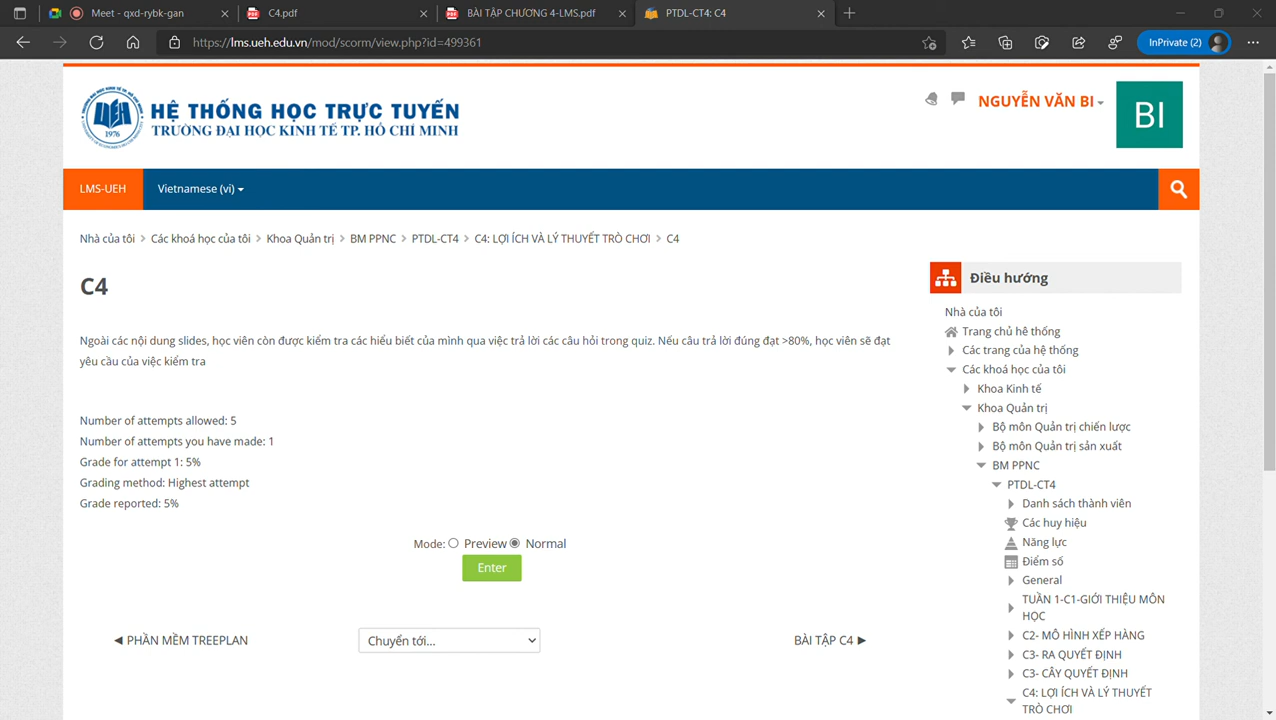 Meet - qxd-rybk-gan
C4.pdf
BÀI TẬP CHƯƠNG 4-LMS.pdf
PTDL-CT4: C4
https://lms.ueh.edu.vn/mod/scorm/view.php?id=499361
InPrivate (2)
1976
HỆ THỐNG HỌC TRỰC TUYẾN
TRƯỜNG ĐẠI HỌC KINH TẾ TP. HỒ CHÍ MINH
NGUYỄN VĂN BI
BI
LMS-UEH
Vietnamese (vi)
Nhà của tôi > Các khoá học của tôi > Khoa Quản trị > BM PPNC > PTDL-CT4 > C4: LỢI ÍCH VÀ LÝ THUYẾT TRÒ CHƠI > C4
C4
Ngoài các nội dung slides, học viên còn được kiểm tra các hiểu biết của mình qua việc trả lời các câu hỏi trong quiz. Nếu câu trả lời đúng đạt >80%, học viên sẽ đạt
yêu cầu của việc kiểm tra
Number of attempts allowed: 5
Number of attempts you have made: 1
Grade for attempt 1: 5%
Grading method: Highest attempt
Grade reported: 5%
Mode: Preview Normal
Enter
◀ PHẦN MỀM TREEPLAN
Chuyển tới...
BÀI TẬP C4 ▶
Điều hướng
Nhà của tôi
Trang chủ hệ thống
Các trang của hệ thống
Các khoá học của tôi
Khoa Kinh tế
Khoa Quản trị
Bộ môn Quản trị chiến lược
Bộ môn Quản trị sản xuất
BM PPNC
PTDL-CT4
Danh sách thành viên
Các huy hiệu
Năng lực
Điểm số
General
TUẦN 1-C1-GIỚI THIỆU MÔN
HỌC
C2- MÔ HÌNH XẾP HÀNG
C3- RA QUYẾT ĐỊNH
C3- CÂY QUYẾT ĐỊNH
C4: LỢI ÍCH VÀ LÝ THUYẾT
TRÒ CHƠI